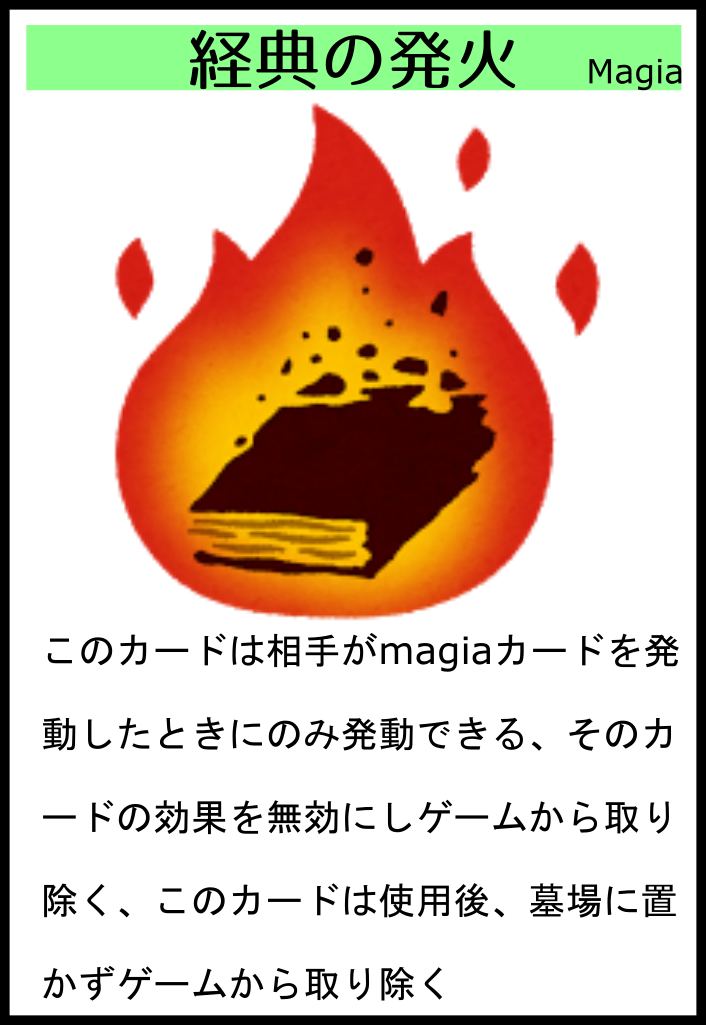 経典の発火
Magia
このカードは相手がmagiaカードを発
動したときにのみ発動できる、そのカ
ードの効果を無効にしゲームから取り
除く、このカードは使用後、墓場に置
かずゲームから取り除く